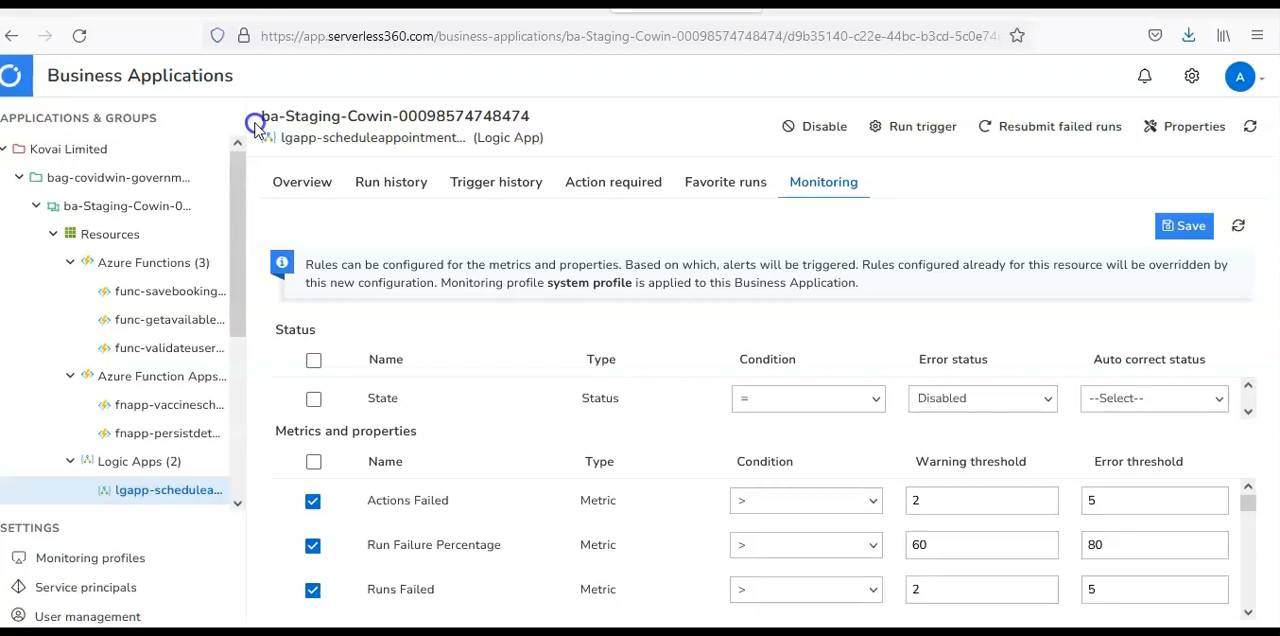 https://app.serverless360.com/business-applications/ba-Staging-Cowin-00098574748474/d9b35140-c22e-44bc-b3cd-5c0e74
Business Applications
A
APPLICATIONS & GROUPS
Kovai Limited
bag-covidwin-governm...
ba-Staging-Cowin-0...
Resources
Azure Functions (3)
func-savebooking...
func-getavailable...
func-validateuser...
Azure Function Apps...
fnapp-vaccinesch...
fnapp-persistdet...
Logic Apps (2)
lgapp-schedulea...
SETTINGS
Monitoring profiles
Service principals
User management
ba-Staging-Cowin-00098574748474
lgapp-scheduleappointment... (Logic App)
Disable
Run trigger
Resubmit failed runs
Properties
Overview
Run history
Trigger history
Action required
Favorite runs
Monitoring
Save
Rules can be configured for the metrics and properties. Based on which, alerts will be triggered. Rules configured already for this resource will be overridden by
this new configuration. Monitoring profile system profile is applied to this Business Application.
Status
Name Type Condition Error status Auto correct status
State Status = Disabled --Select--
Metrics and properties
Name Type Condition Warning threshold Error threshold
Actions Failed Metric > 2 5
Run Failure Percentage Metric > 60 80
Runs Failed Metric > 2 5